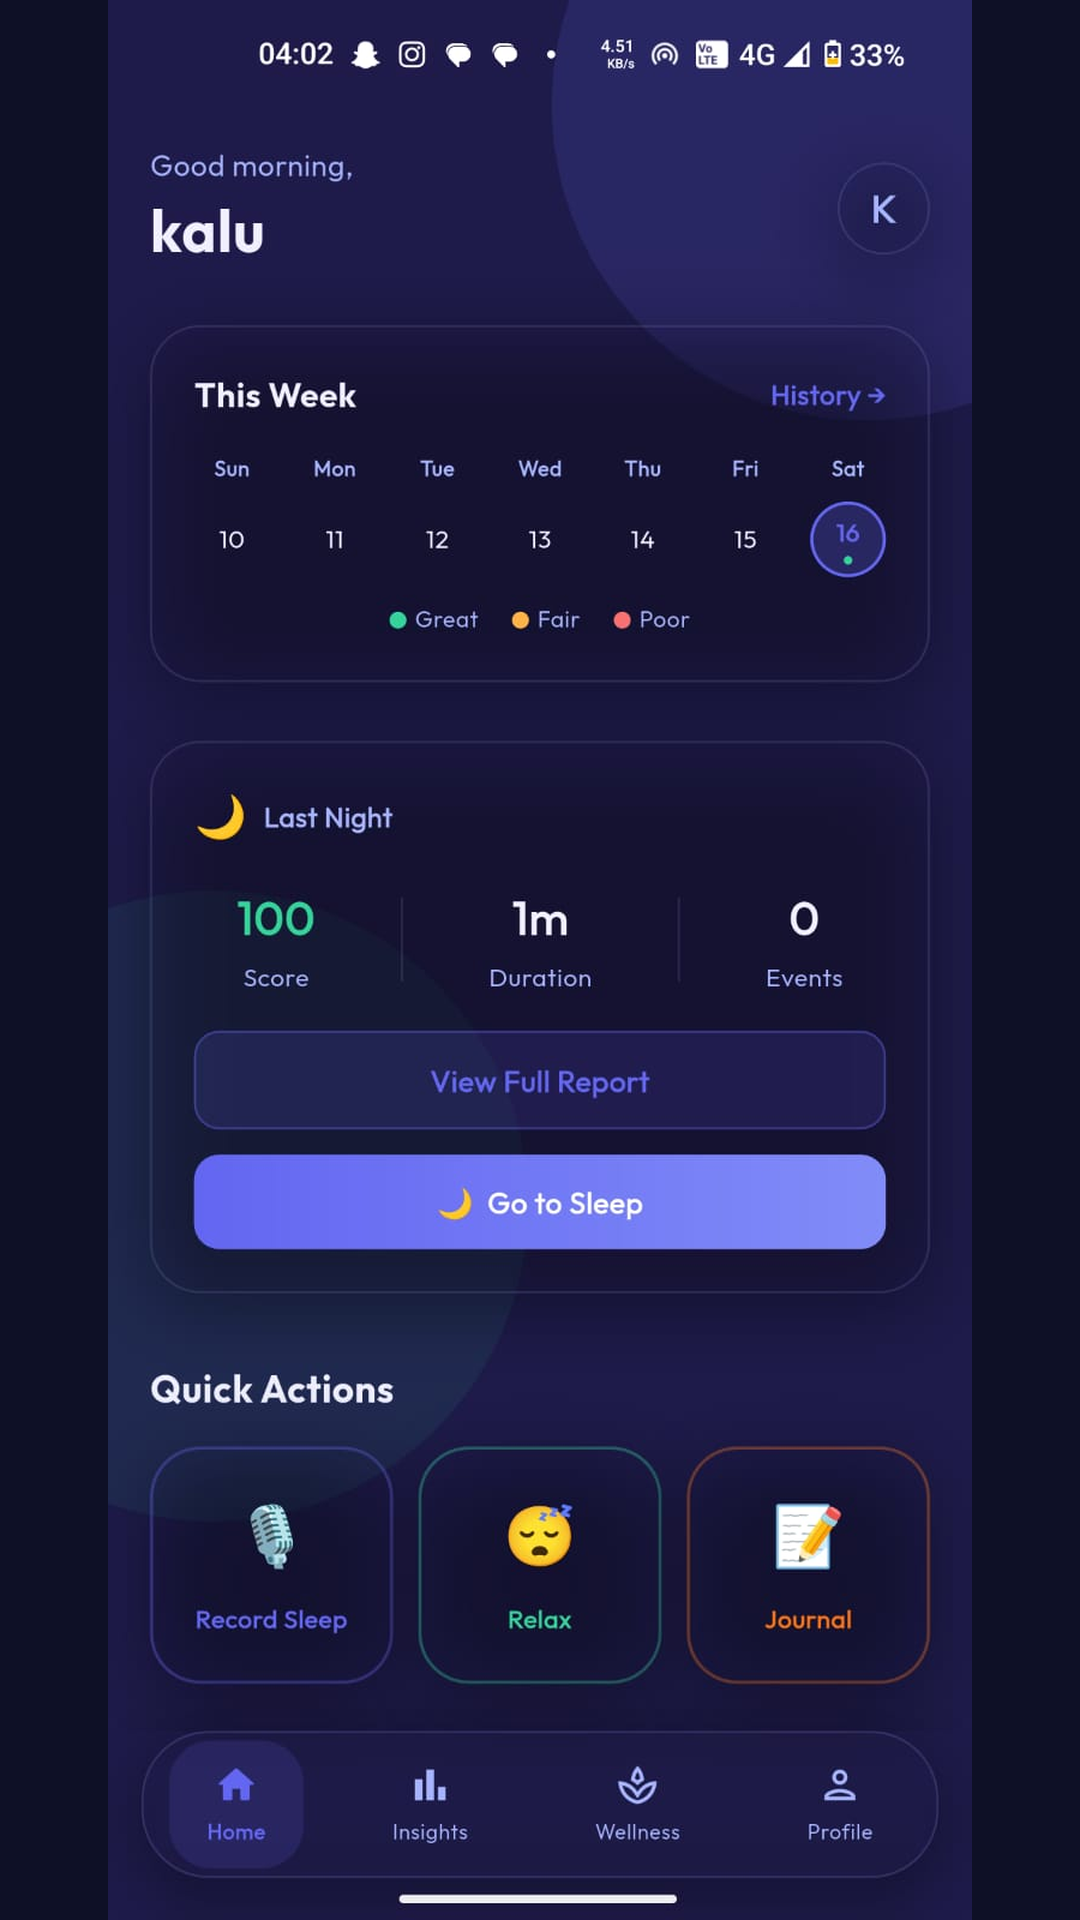 04:02 4.51 KB/s Vo LTE 4G 33%
Good morning,
kalu
K
This Week
History →
Sun Mon Tue Wed Thu Fri Sat
10 11 12 13 14 15 16
Great Fair Poor
Last Night
100 1m 0
Score Duration Events
View Full Report
Go to Sleep
Quick Actions
Record Sleep Relax Journal
Home Insights Wellness Profile